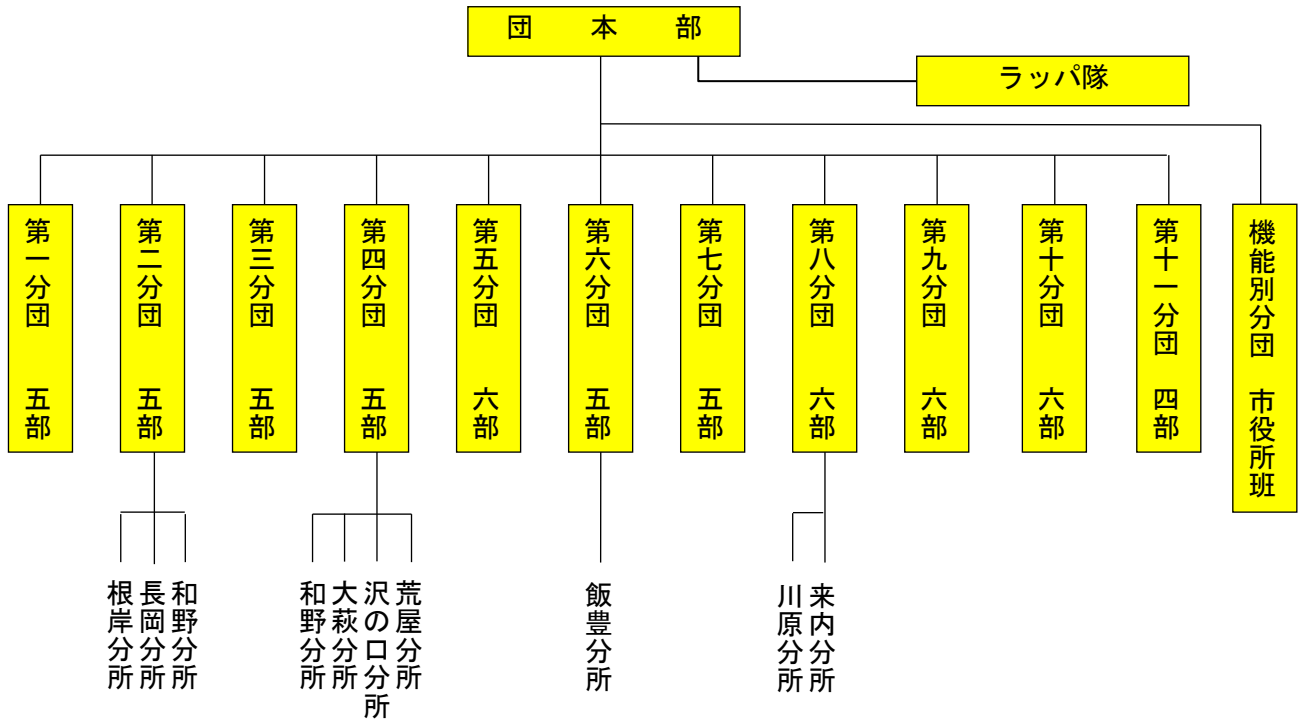 団　本　部
ラッパ隊
第一分団　五部
第二分団　五部
第三分団　五部
第四分団　五部
第五分団　六部
第六分団　五部
第七分団　五部
第八分団　六部
第九分団　六部
第十分団　六部
第十一分団　四部
機能別分団　市役所班
根岸分所
長岡分所
和野分所
和野分所
大萩分所
沢の口分所
荒屋分所
飯豊分所
川原分所
来内分所